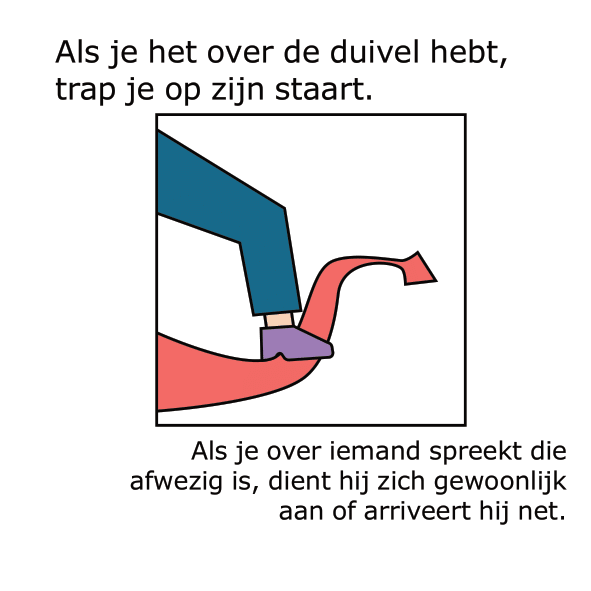 Als je het over de duivel hebt,
trap je op zijn staart.
Als je over iemand spreekt die
afwezig is, dient hij zich gewoonlijk
aan of arriveert hij net.